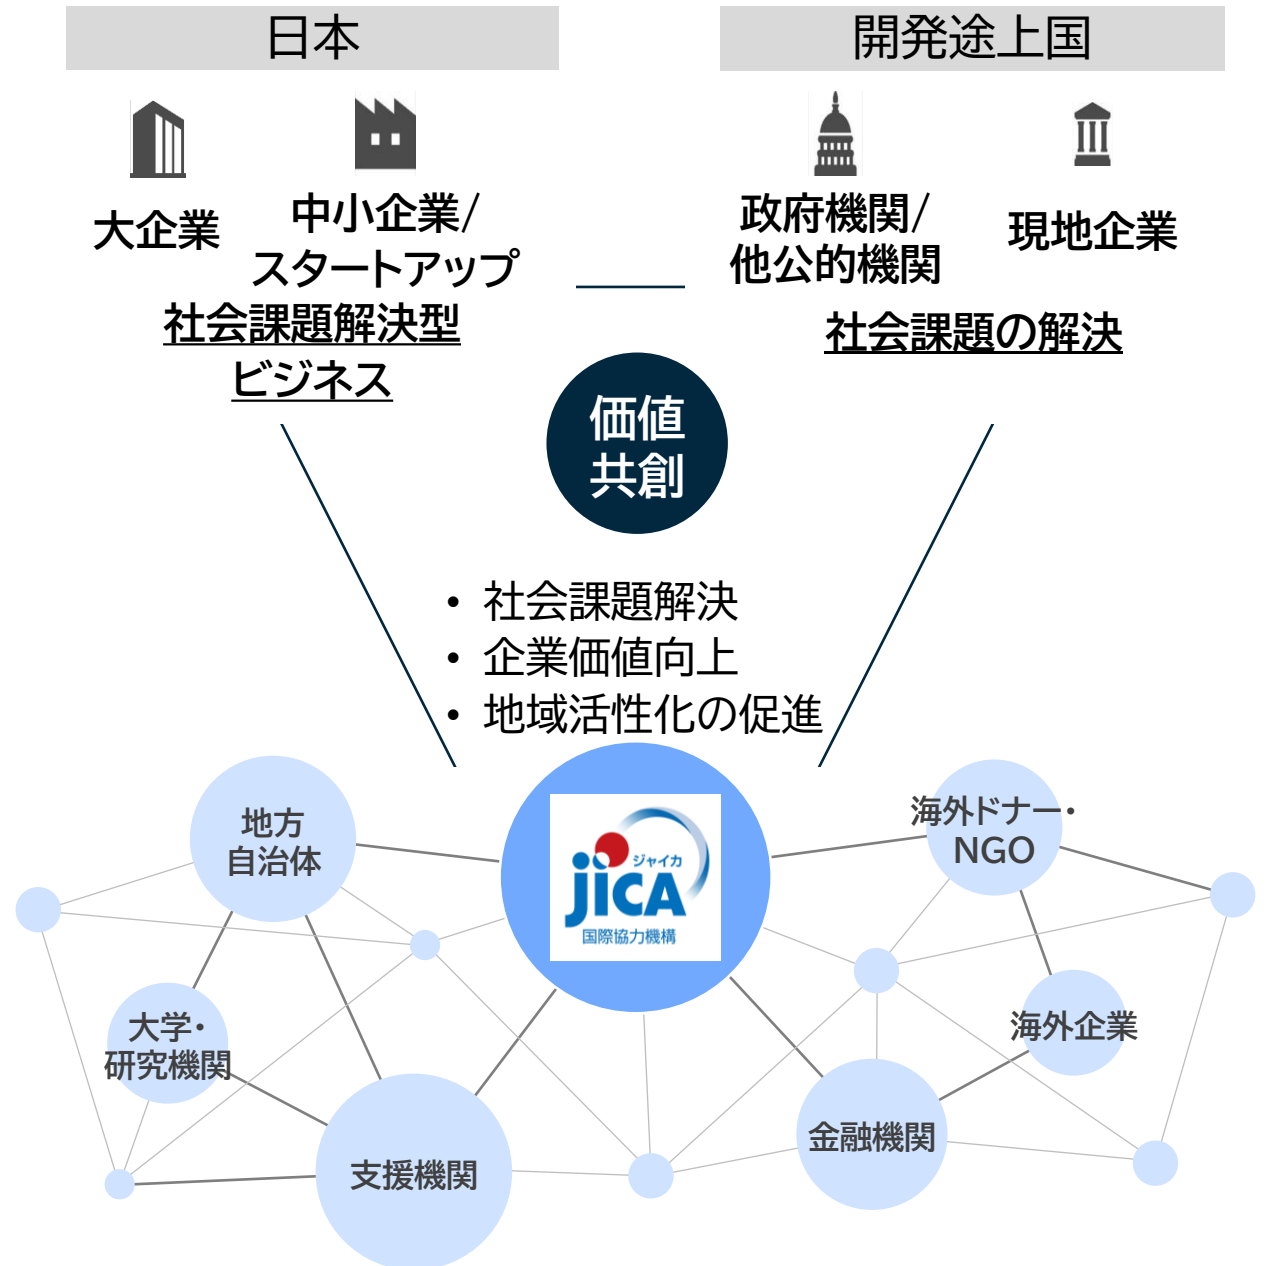 日本
開発途上国
大企業
中小企業/
スタートアップ
社会課題解決型
ビジネス
政府機関/
他公的機関
現地企業
社会課題の解決
価値
共創
• 社会課題解決
• 企業価値向上
• 地域活性化の促進
地方
自治体
ジャイカ
jICA
国際協力機構
海外ドナー・
NGO
大学・
研究機関
海外企業
支援機関
金融機関